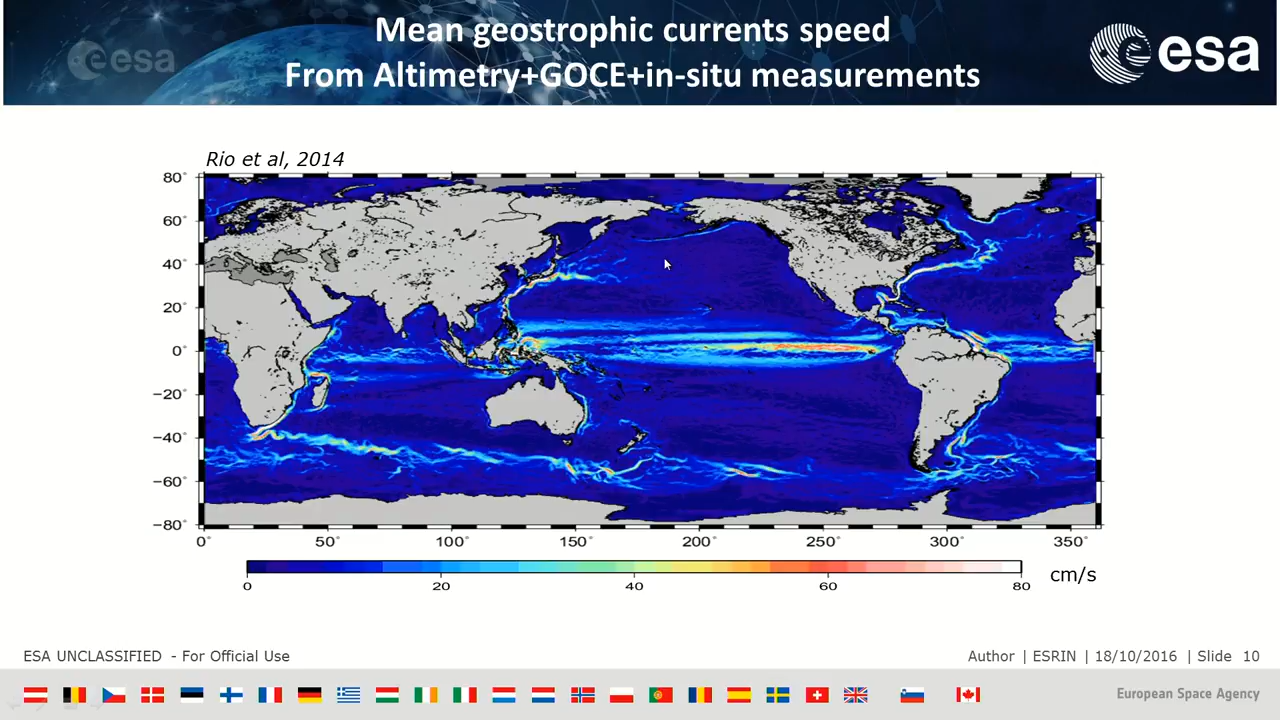 Mean geostrophic currents speed
From Altimetry+GOCE+in-situ measurements
esa
esa
Rio et al, 2014
80°
60°
40°
20°
0°
−20°
−40°
−60°
−80°
0° 50° 100° 150° 200° 250° 300° 350°
0 20 40 60 80
cm/s
ESA UNCLASSIFIED - For Official Use
Author | ESRIN | 18/10/2016 | Slide 10
European Space Agency